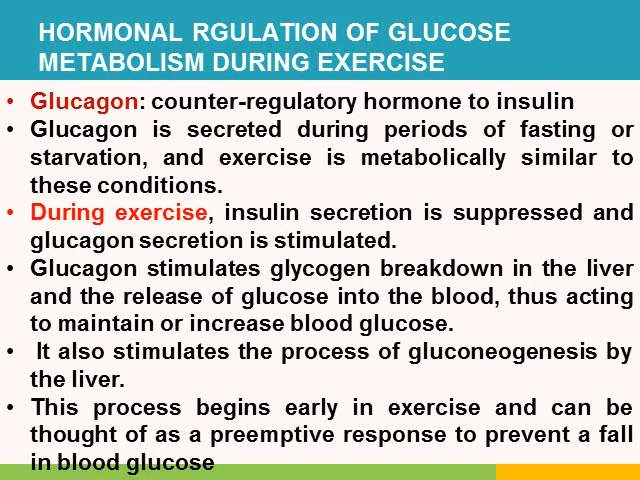 HORMONAL RGULATION OF GLUCOSE
METABOLISM DURING EXERCISE
• Glucagon: counter-regulatory hormone to insulin
• Glucagon is secreted during periods of fasting or
starvation, and exercise is metabolically similar to
these conditions.
• During exercise, insulin secretion is suppressed and
glucagon secretion is stimulated.
• Glucagon stimulates glycogen breakdown in the liver
and the release of glucose into the blood, thus acting
to maintain or increase blood glucose.
• It also stimulates the process of gluconeogenesis by
the liver.
• This process begins early in exercise and can be
thought of as a preemptive response to prevent a fall
in blood glucose